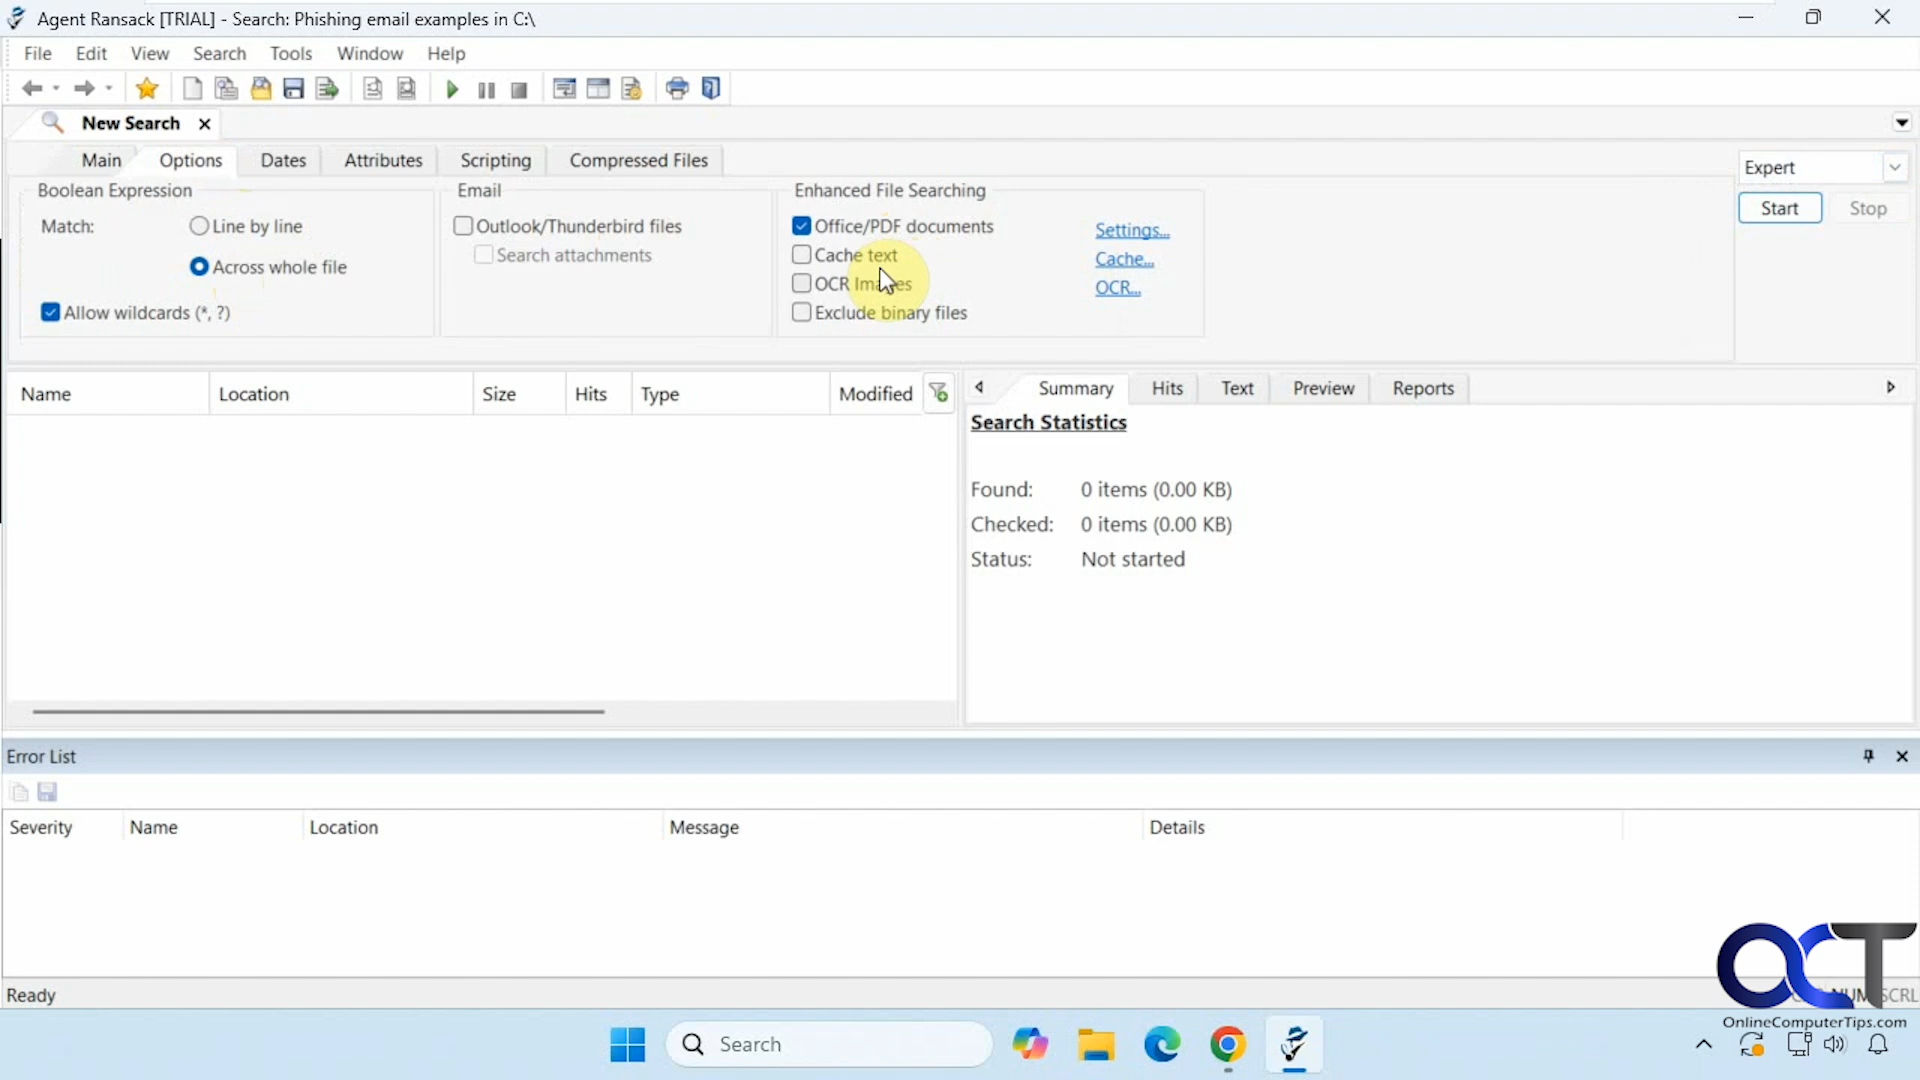 Agent Ransack [TRIAL] - Search: Phishing email examples in C:\
File Edit View Search Tools Window Help
New Search
Main Options Dates Attributes Scripting Compressed Files
Expert
Start Stop
Boolean Expression
Match:
Line by line
Across whole file
Allow wildcards (*, ?)
Email
Outlook/Thunderbird files
Search attachments
Enhanced File Searching
Office/PDF documents
Cache text
OCR Images
Exclude binary files
Settings...
Cache...
OCR...
Name Location Size Hits Type Modified
Summary Hits Text Preview Reports
Search Statistics
Found: 0 items (0.00 KB)
Checked: 0 items (0.00 KB)
Status: Not started
Error List
Severity Name Location Message Details
Ready
NUM SCRL
OCT
OnlineComputerTips.com
Search